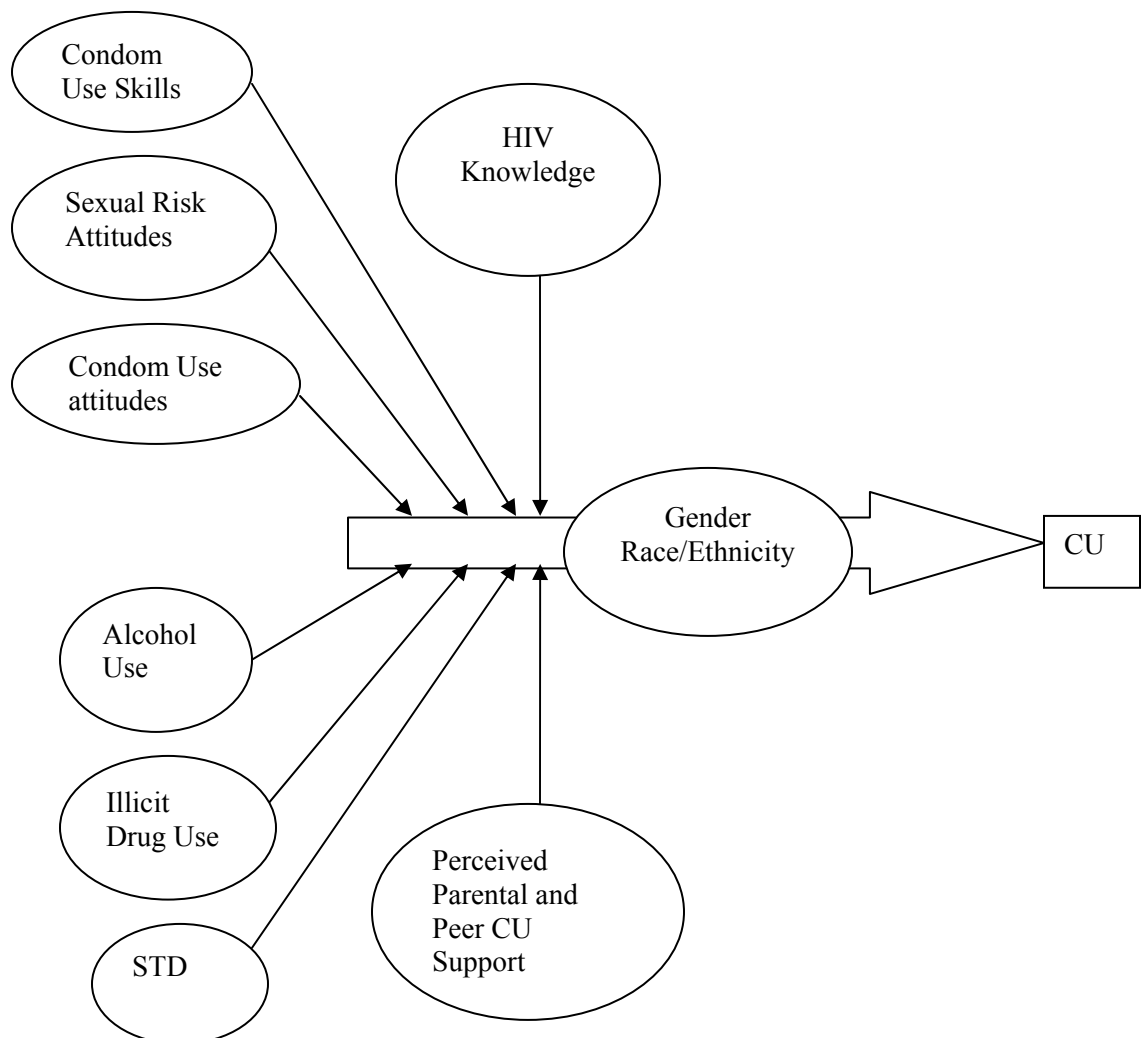 Condom
Use Skills
HIV
Knowledge
Sexual Risk
Attitudes
Condom Use
attitudes
Gender
Race/Ethnicity
CU
Alcohol
Use
Illicit
Drug Use
Perceived
Parental and
Peer CU
Support
STD